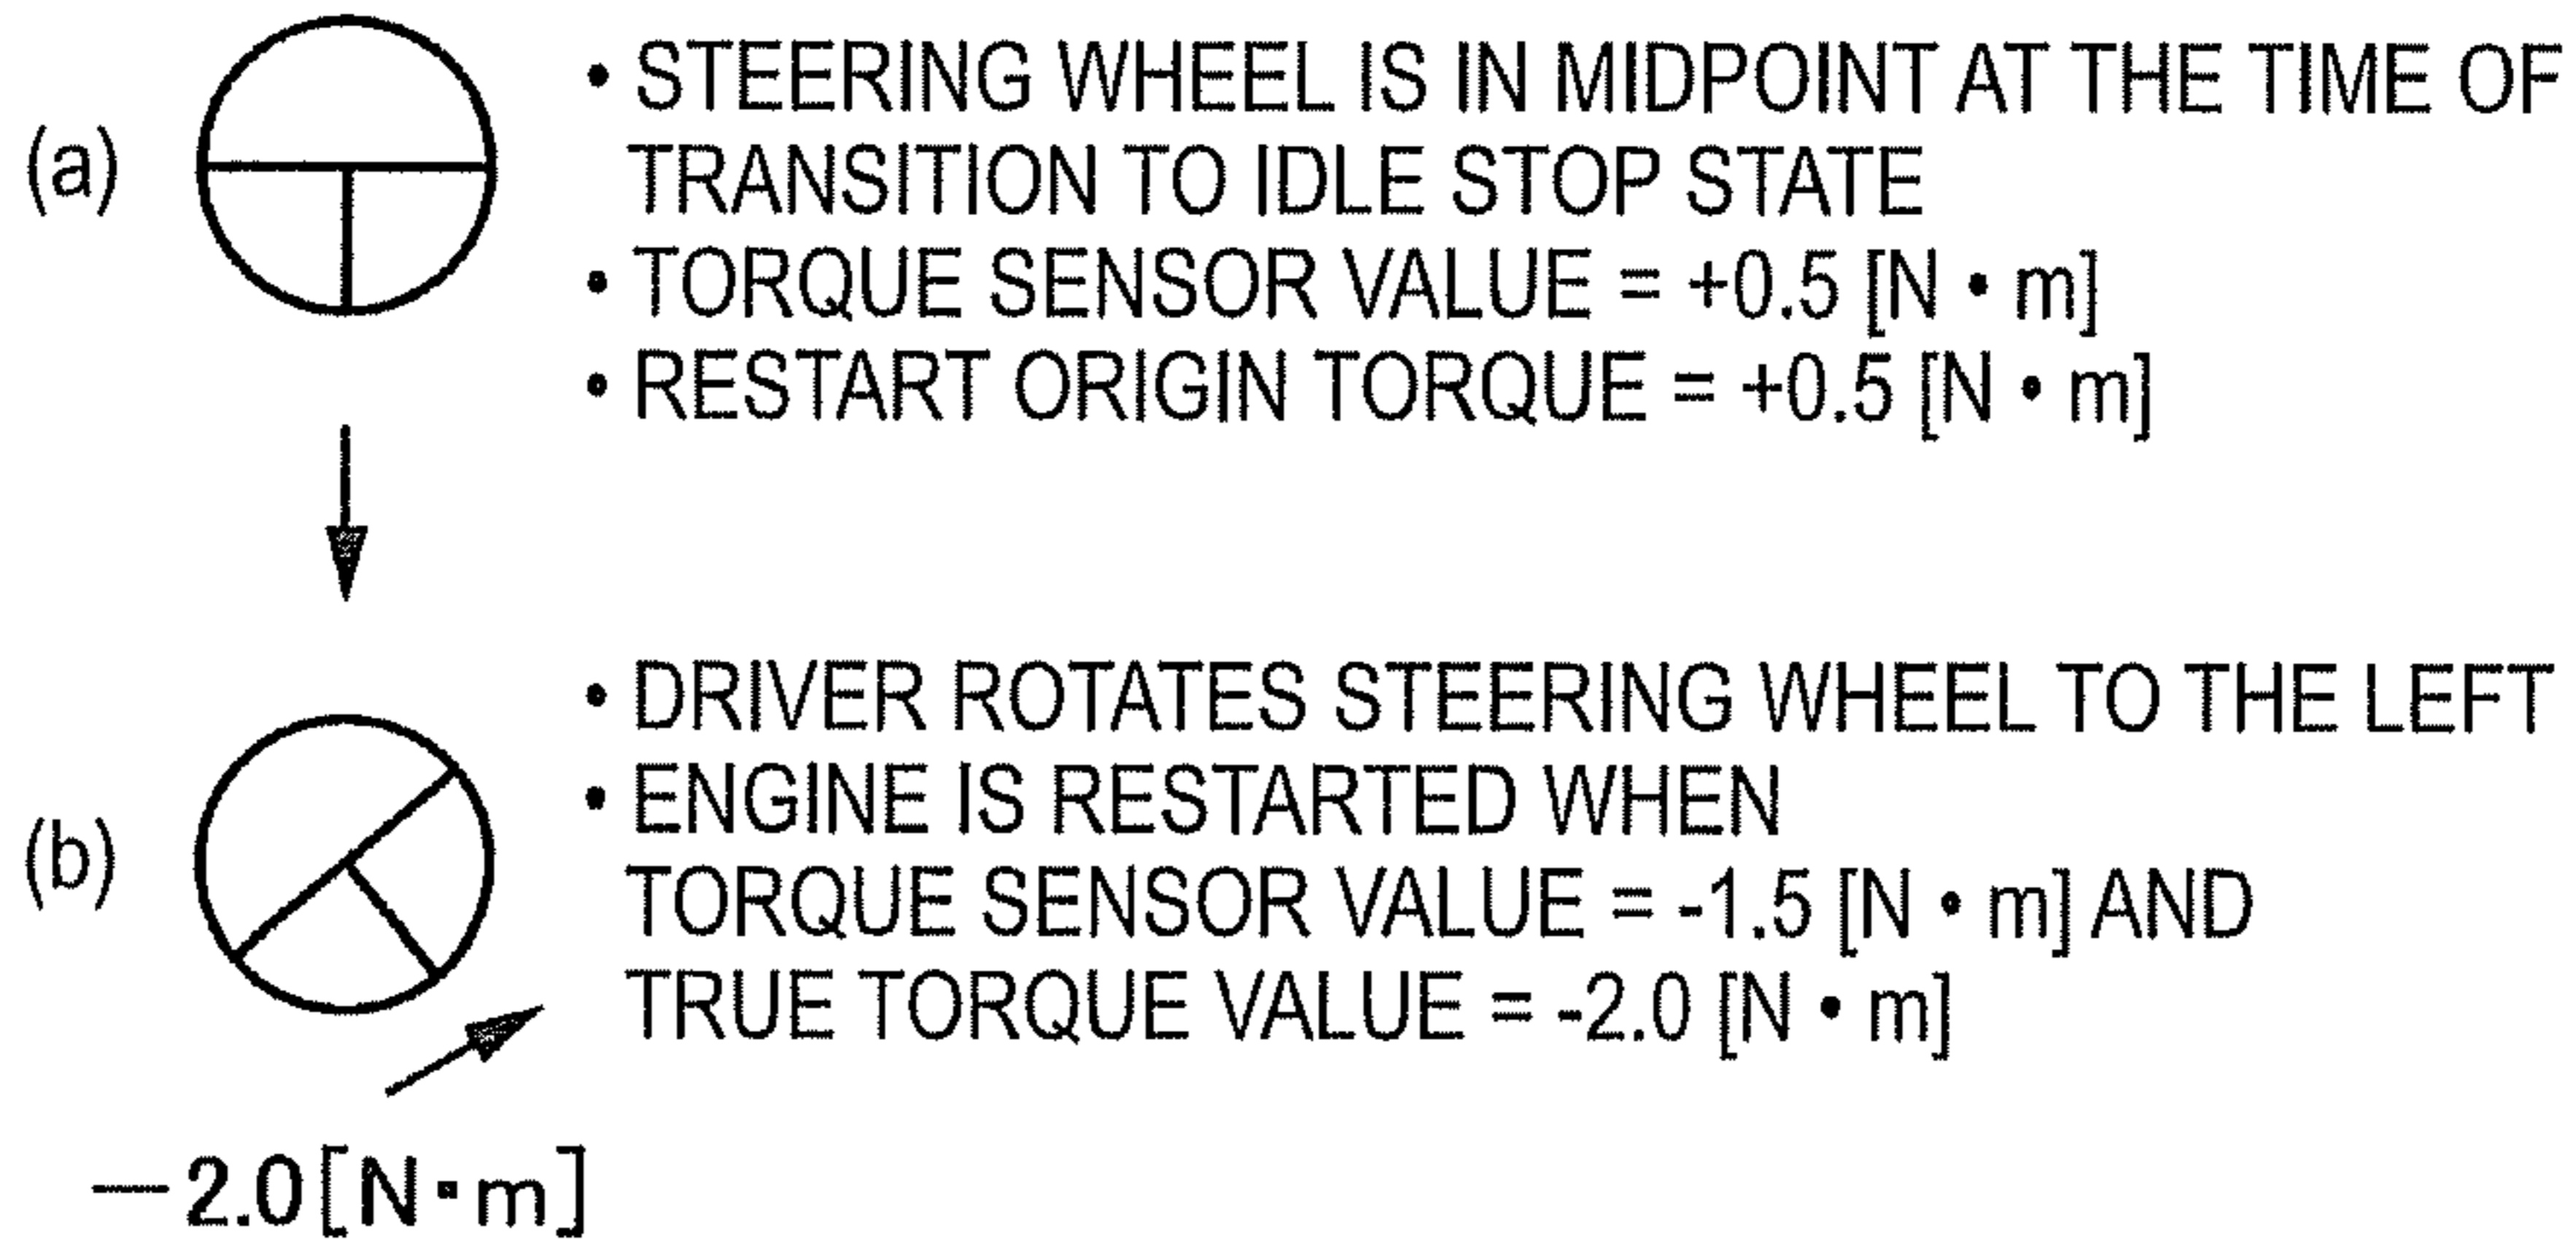 (a)
• STEERING WHEEL IS IN MIDPOINT AT THE TIME OF
TRANSITION TO IDLE STOP STATE
• TORQUE SENSOR VALUE = +0.5 [N • m]
• RESTART ORIGIN TORQUE = +0.5 [N • m]
(b)
• DRIVER ROTATES STEERING WHEEL TO THE LEFT
• ENGINE IS RESTARTED WHEN
TORQUE SENSOR VALUE = -1.5 [N • m] AND
TRUE TORQUE VALUE = -2.0 [N • m]
—2.0[N▪m]